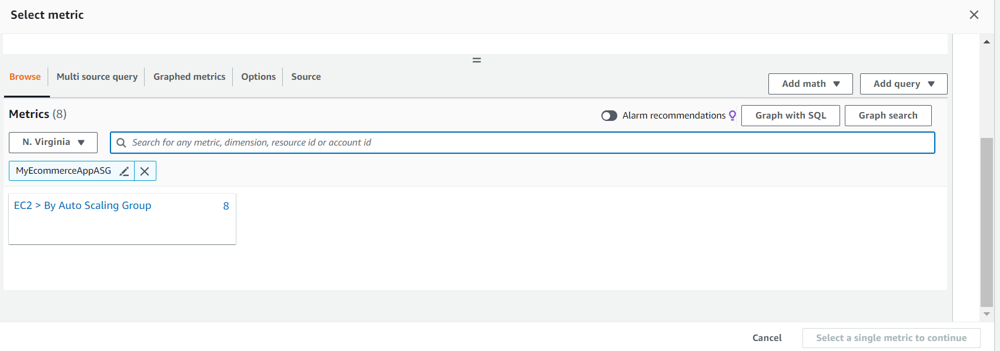 Select metric
Browse
Multi source query
Graphed metrics
Options
Source
Add math
Add query
Metrics (8)
Alarm recommendations
Graph with SQL
Graph search
N. Virginia
Search for any metric, dimension, resource id or account id
MyEcommerceAppASG
EC2 > By Auto Scaling Group 8
Cancel
Select a single metric to continue